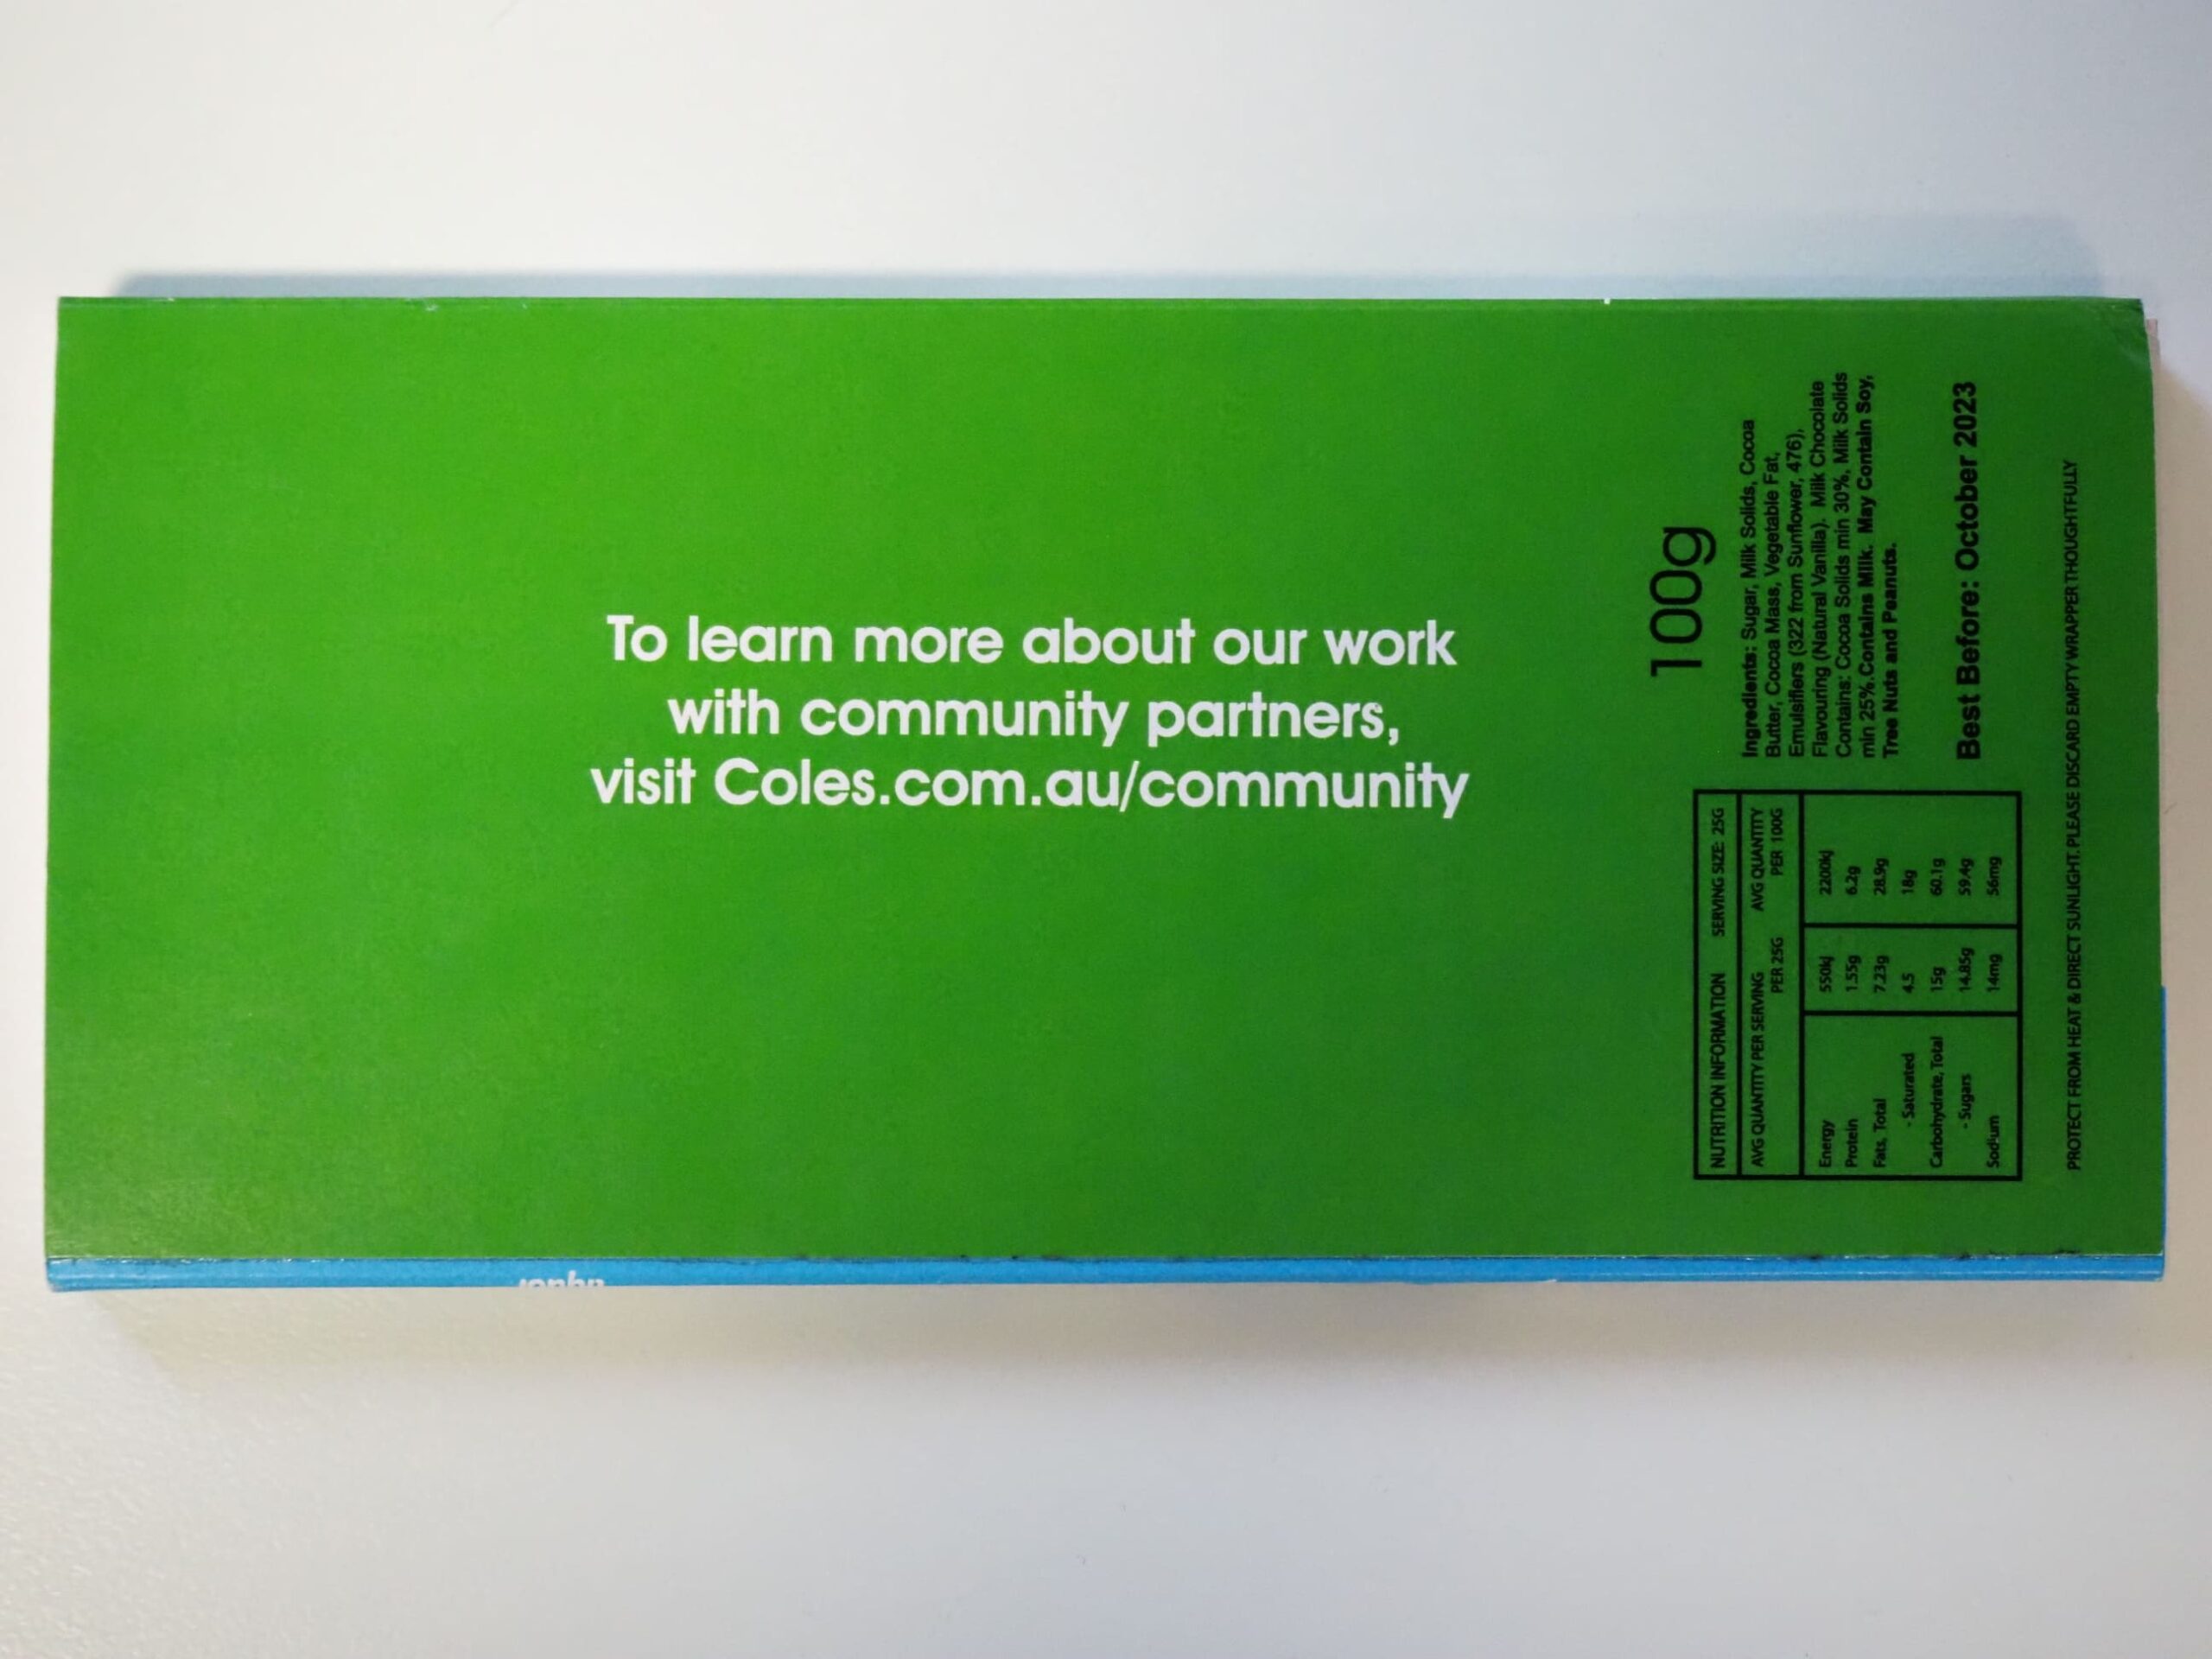 To learn more about our work
with community partners,
visit Coles.com.au/community
100g
Ingredients: Sugar, Milk Solids, Cocoa
Butter, Cocoa Mass, Vegetable Fat,
Emulsifiers (322 from Sunflower, 476),
Flavouring (Natural Vanilla). Milk Chocolate
Contains: Cocoa Solids min 30%, Milk Solids
min 25%.Contains Milk. May Contain Soy,
Tree Nuts and Peanuts.
Best Before: October 2023
NUTRITION INFORMATION SERVING SIZE: 25G
AVG QUANTITY PER SERVING AVG QUANTITY
PER 25G PER 100G
Energy 550kJ 2200kJ
Protein 1.55g 6.2g
Fats, Total 7.23g 28.9g
- Saturated 4.5 18g
Carbohydrate, Total 15g 60.1g
- Sugars 14.85g 59.4g
Sodium 14mg 56mg
PROTECT FROM HEAT & DIRECT SUNLIGHT. PLEASE DISCARD EMPTY WRAPPER THOUGHTFULLY